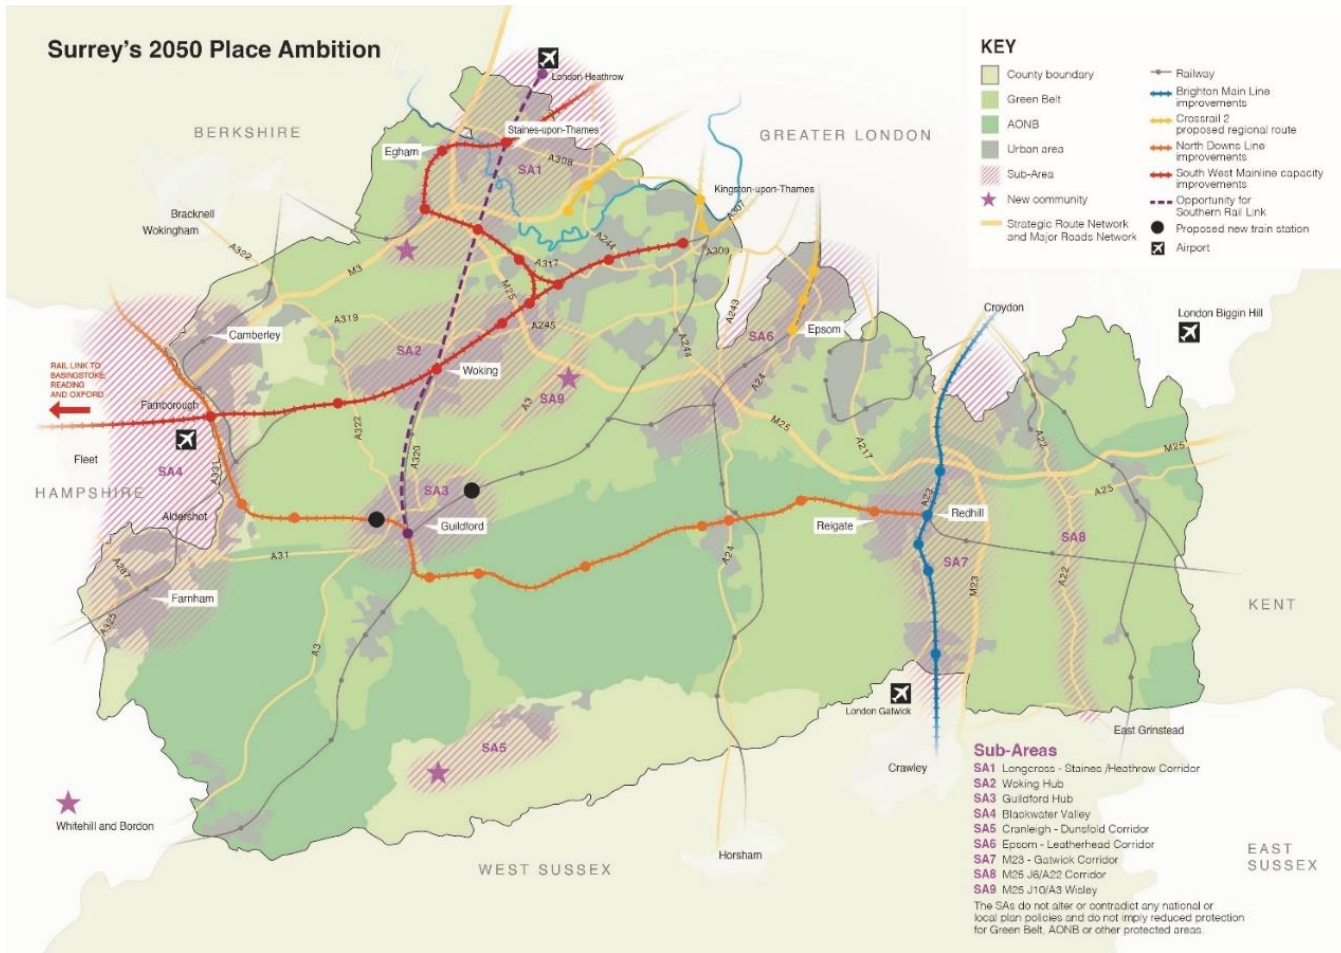 Surrey's 2050 Place Ambition
KEY
County boundary
Green Belt
AONB
Urban area
Sub-Area
New community
Strategic Route Network
and Major Roads Network
Railway
Brighton Main Line
improvements
Crossrail 2
proposed regional route
North Downs Line
improvements
South West Mainline capacity
improvements
Opportunity for
Southern Rail Link
Proposed new train station
Airport
London Heathrow
BERKSHIRE
Staines-upon-Thames
GREATER LONDON
Egham
A308
SA1
Kingston-upon-Thames
A307
Bracknell
Wokingham
A322
M3
A244
A309
A317
M25
Croydon
London Biggin Hill
A319
A245
A243
Camberley
SA2
SA6
Epsom
A244
Woking
RAIL LINK TO
BASINGSTOKE,
READING
AND OXFORD
A24
SA9
A3
Farnborough
A322
M25
A217
A22
M25
A320
Fleet
SA4
A331
HAMPSHIRE
SA3
A25
A23
Aldershot
Guildford
Reigate
Redhill
SA8
A31
A24
SA7
A287
M23
A22
Farnham
KENT
A325
A3
London Gatwick
East Grinstead
SA5
Crawley
Whitehill and Bordon
Horsham
WEST SUSSEX
EAST
SUSSEX
Sub-Areas
SA1 Longcross - Staines /Heathrow Corridor
SA2 Woking Hub
SA3 Guildford Hub
SA4 Blackwater Valley
SA5 Cranleigh - Dunsfold Corridor
SA6 Epsom - Leatherhead Corridor
SA7 M23 - Gatwick Corridor
SA8 M25 J6/A22 Corridor
SA9 M25 J10/A3 Wisley
The SAs do not alter or contradict any national or
local plan policies and do not imply reduced protection
for Green Belt, AONB or other protected areas.